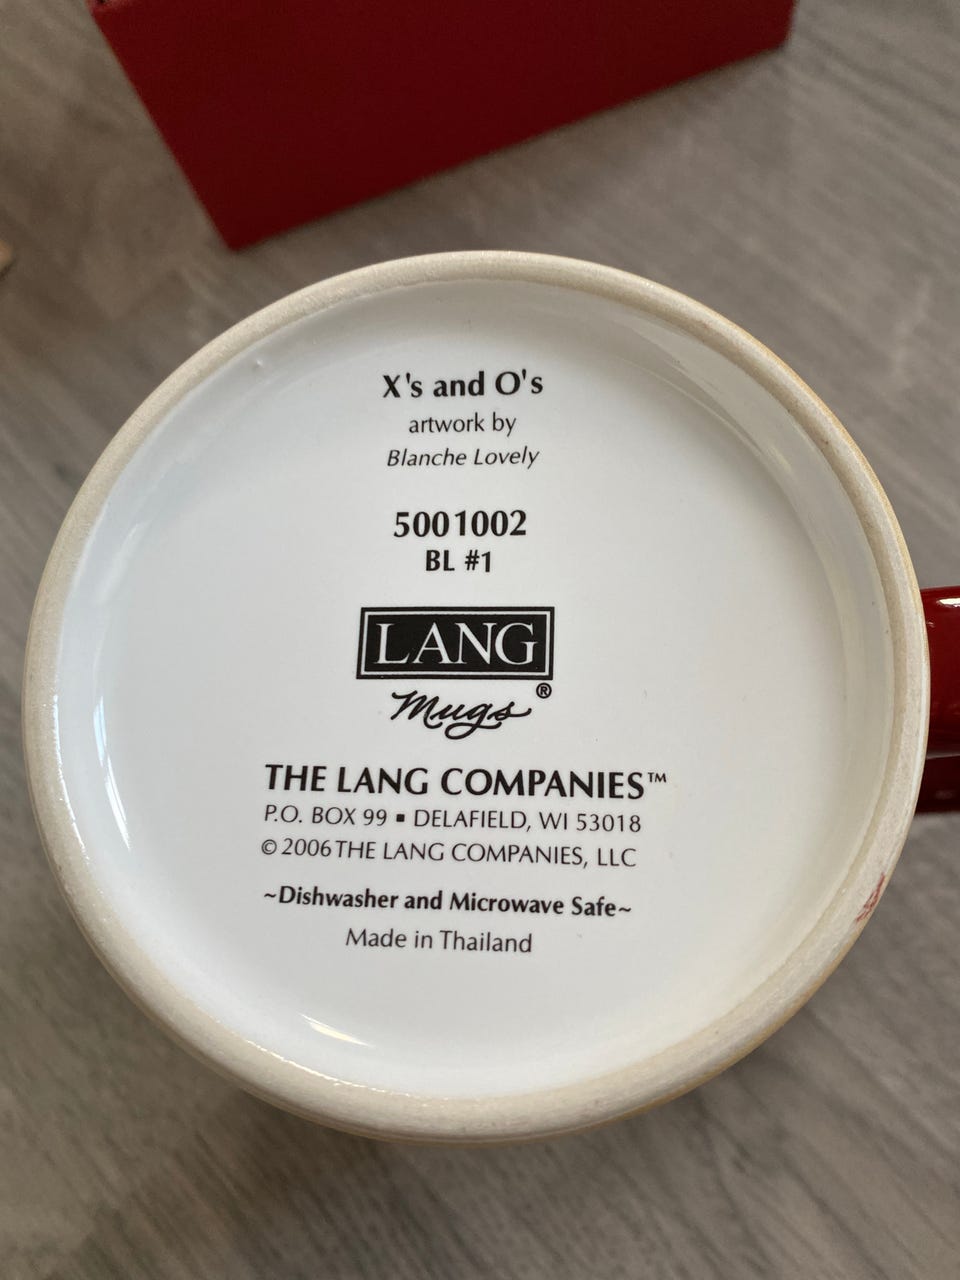 X's and O's
artwork by
Blanche Lovely
5001002
BL #1
LANG
Mugs®
THE LANG COMPANIES™
P.O. BOX 99 ▪ DELAFIELD, WI 53018
© 2006 THE LANG COMPANIES, LLC
~Dishwasher and Microwave Safe~
Made in Thailand